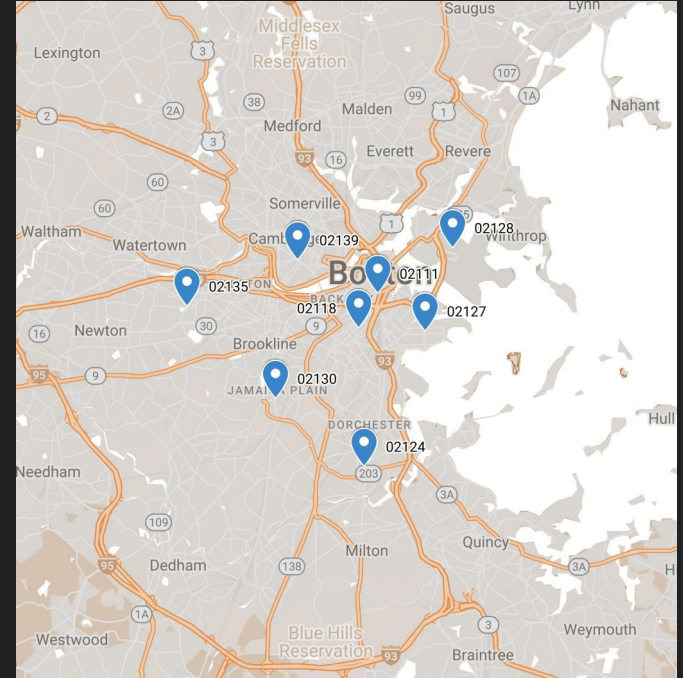 Saugus
Lynn
Middlesex
Fells
Reservation
3
Lexington
107
1A
99
38
2A
2
Malden
1
Nahant
Medford
3
93
16
Everett
Revere
60
60
Somerville
1
02128
Winthrop
Waltham
Watertown
02139
Boston
02111
02135
02118
02127
16
Newton
30
9
Brookline
93
95
9
02130
JAMAICA PLAIN
Hull
DORCHESTER
02124
203
Needham
3A
109
Quincy
Milton
95
Dedham
138
3A
1A
3
Weymouth
Westwood
Blue Hills
Reservation
93
Braintree